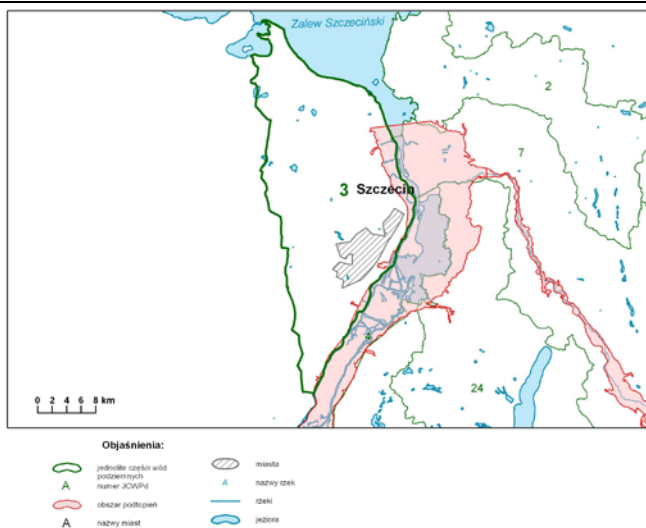 Zalew Szczeciński
2
7
3 Szczecin
3
24
0 2 4 6 8 km
Objaśnienia:
jednolite części wód
podziemnych
A numer JCWPd
obszar podtopień
A nazwy miast
miasta
A nazwy rzek
rzeki
jeziora